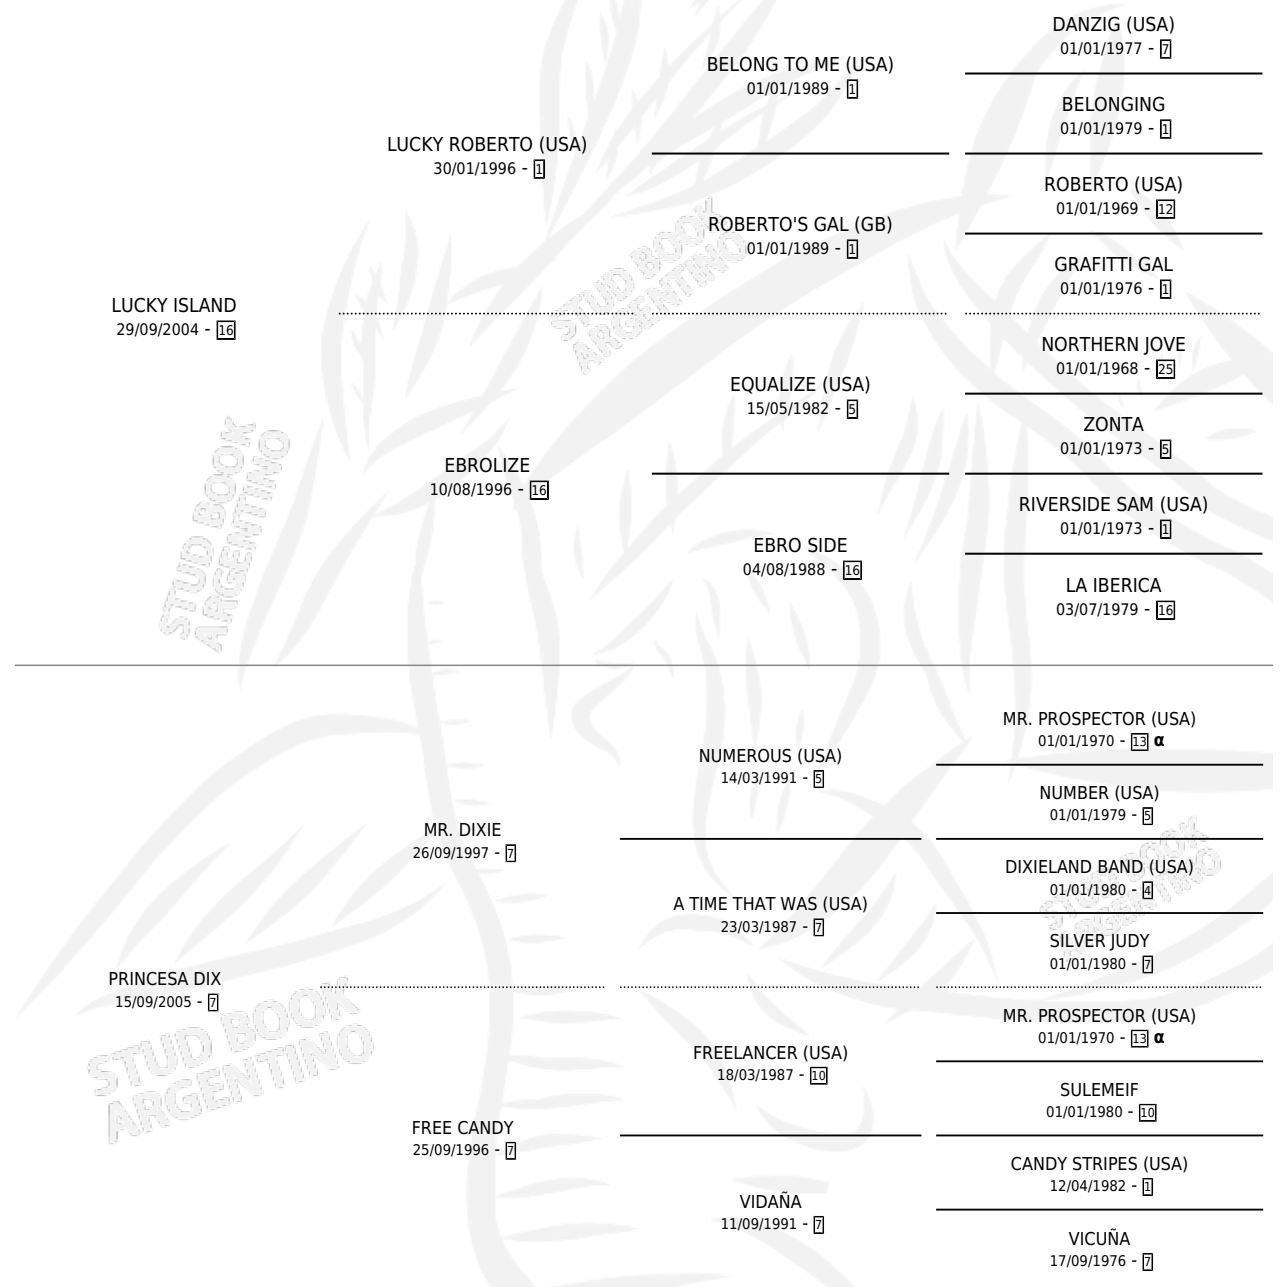 DANZIG (USA)
01/01/1977 - 7
BELONG TO ME (USA)
01/01/1989 - 1
BELONGING
01/01/1979 - 1
LUCKY ROBERTO (USA)
30/01/1996 - 1
ROBERTO (USA)
01/01/1969 - 12
ROBERTO'S GAL (GB)
01/01/1989 - 1
GRAFITTI GAL
01/01/1976 - 1
LUCKY ISLAND
29/09/2004 - 16
NORTHERN JOVE
01/01/1968 - 25
EQUALIZE (USA)
15/05/1982 - 5
ZONTA
01/01/1973 - 5
EBROLIZE
10/08/1996 - 16
RIVERSIDE SAM (USA)
01/01/1973 - 1
EBRO SIDE
04/08/1988 - 16
LA IBERICA
03/07/1979 - 16
MR. PROSPECTOR (USA)
01/01/1970 - 13 α
NUMEROUS (USA)
14/03/1991 - 5
NUMBER (USA)
01/01/1979 - 5
MR. DIXIE
26/09/1997 - 7
DIXIELAND BAND (USA)
01/01/1980 - 4
A TIME THAT WAS (USA)
23/03/1987 - 7
SILVER JUDY
01/01/1980 - 7
PRINCESA DIX
15/09/2005 - 7
MR. PROSPECTOR (USA)
01/01/1970 - 13 α
FREELANCER (USA)
18/03/1987 - 10
SULEMEIF
01/01/1980 - 10
FREE CANDY
25/09/1996 - 7
CANDY STRIPES (USA)
12/04/1982 - 1
VIDAÑA
11/09/1991 - 7
VICUÑA
17/09/1976 - 7
STUD BOOK
ARGENTINO
STUD BOOK
ARGENTINO
STUD BOOK
ARGENTINO
STUD BOOK
ARGENTINO